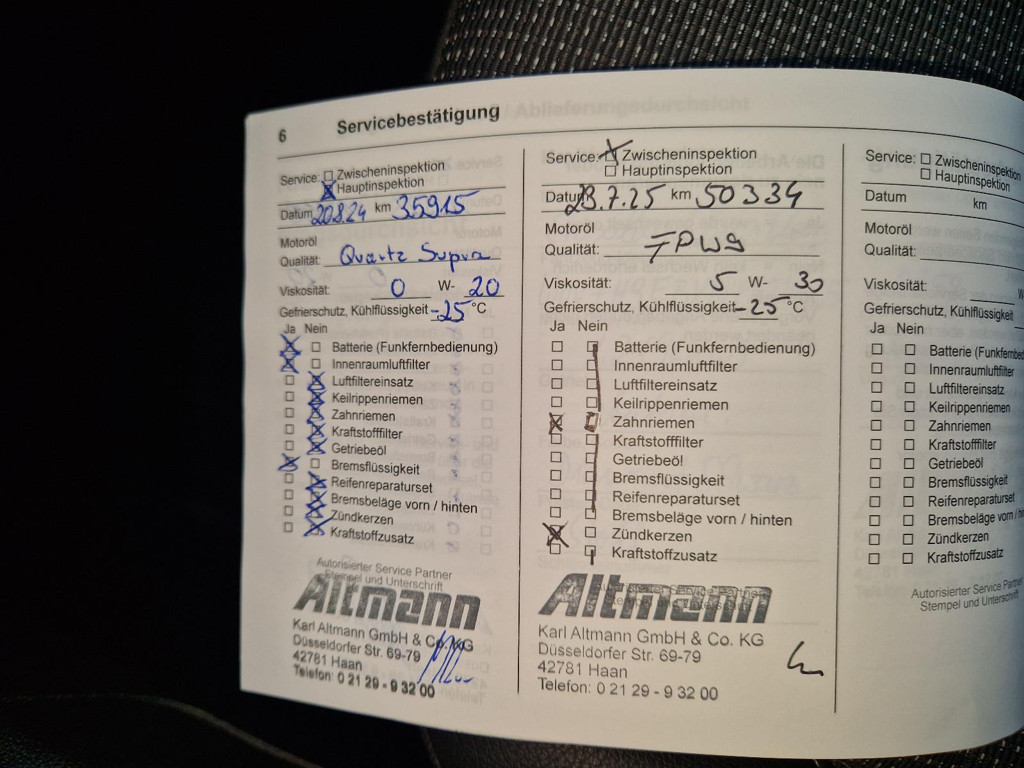 6 Servicebestätigung
Service: Zwischeninspektion
Hauptinspektion
Datum 20.8.24 km 35915
Motoröl
Qualität: Quartz Supra
Viskosität: 0 W- 20
Gefrierschutz, Kühlflüssigkeit -25 °C
Ja Nein
Batterie (Funkfernbedienung)
Innenraumluftfilter
Luftfiltereinsatz
Keilrippenriemen
Zahnriemen
Kraftstofffilter
Getriebeöl
Bremsflüssigkeit
Reifenreparaturset
Bremsbeläge vorn / hinten
Zündkerzen
Kraftstoffzusatz
Autorisierter Service Partner
Stempel und Unterschrift
Altmann
Karl Altmann GmbH & Co. KG
Düsseldorfer Str. 69-79
42781 Haan
Telefon: 0 21 29 - 9 32 00
Service: Zwischeninspektion
Hauptinspektion
Datum 23.7.25 km 50334
Motoröl
Qualität:
Viskosität: 5 W- 30
Gefrierschutz, Kühlflüssigkeit -25 °C
Ja Nein
Batterie (Funkfernbedienung)
Innenraumluftfilter
Luftfiltereinsatz
Keilrippenriemen
Zahnriemen
Kraftstofffilter
Getriebeöl
Bremsflüssigkeit
Reifenreparaturset
Bremsbeläge vorn / hinten
Zündkerzen
Kraftstoffzusatz
Altmann
Karl Altmann GmbH & Co. KG
Düsseldorfer Str. 69-79
42781 Haan
Telefon: 0 21 29 - 9 32 00
Service: Zwischeninspektion
Hauptinspektion
Datum km
Motoröl
Qualität:
Viskosität:
Gefrierschutz, Kühlflüssigkeit
Ja Nein
Batterie
Innenraumluftfilter
Luftfiltereinsatz
Keilrippenriemen
Zahnriemen
Kraftstofffilter
Getriebeöl
Bremsflüssigkeit
Reifenreparaturset
Bremsbeläge vorn /
Zündkerzen
Kraftstoffzusatz
Autorisierter Service Partner
Stempel und Unterschrift